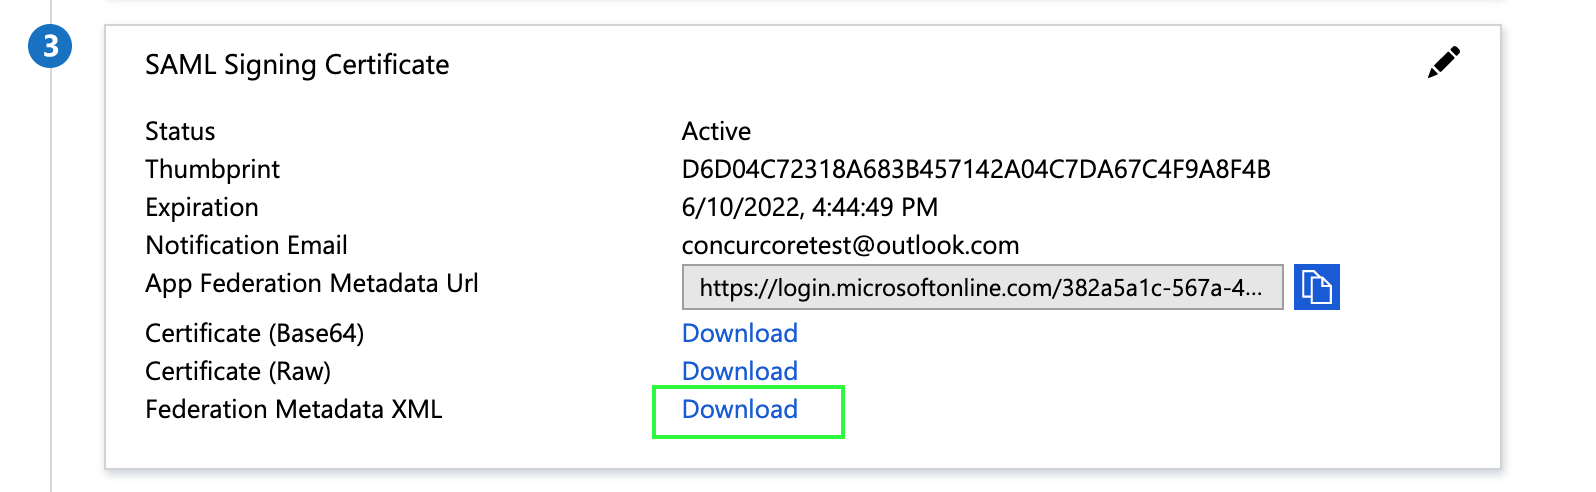 3
SAML Signing Certificate
Status Active
Thumbprint D6D04C72318A683B457142A04C7DA67C4F9A8F4B
Expiration 6/10/2022, 4:44:49 PM
Notification Email concurcoretest@outlook.com
App Federation Metadata Url https://login.microsoftonline.com/382a5a1c-567a-4...
Certificate (Base64) Download
Certificate (Raw) Download
Federation Metadata XML Download